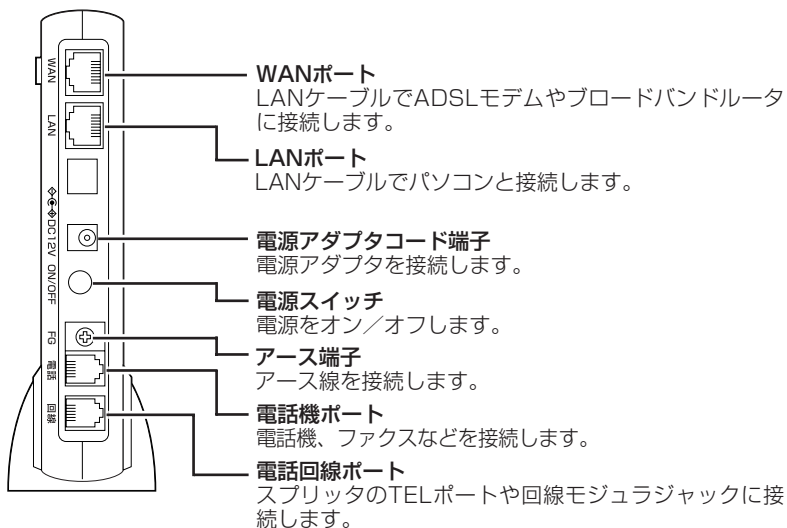 WAN
WANポート
LANケーブルでADSLモデムやブロードバンドルータ
に接続します。
LAN
LANポート
LANケーブルでパソコンと接続します。
DC12V
電源アダプタコード端子
電源アダプタを接続します。
ON/OFF
電源スイッチ
電源をオン／オフします。
FG
アース端子
アース線を接続します。
電話
電話機ポート
電話機、ファクスなどを接続します。
回線
電話回線ポート
スプリッタのTELポートや回線モジュラジャックに接
続します。